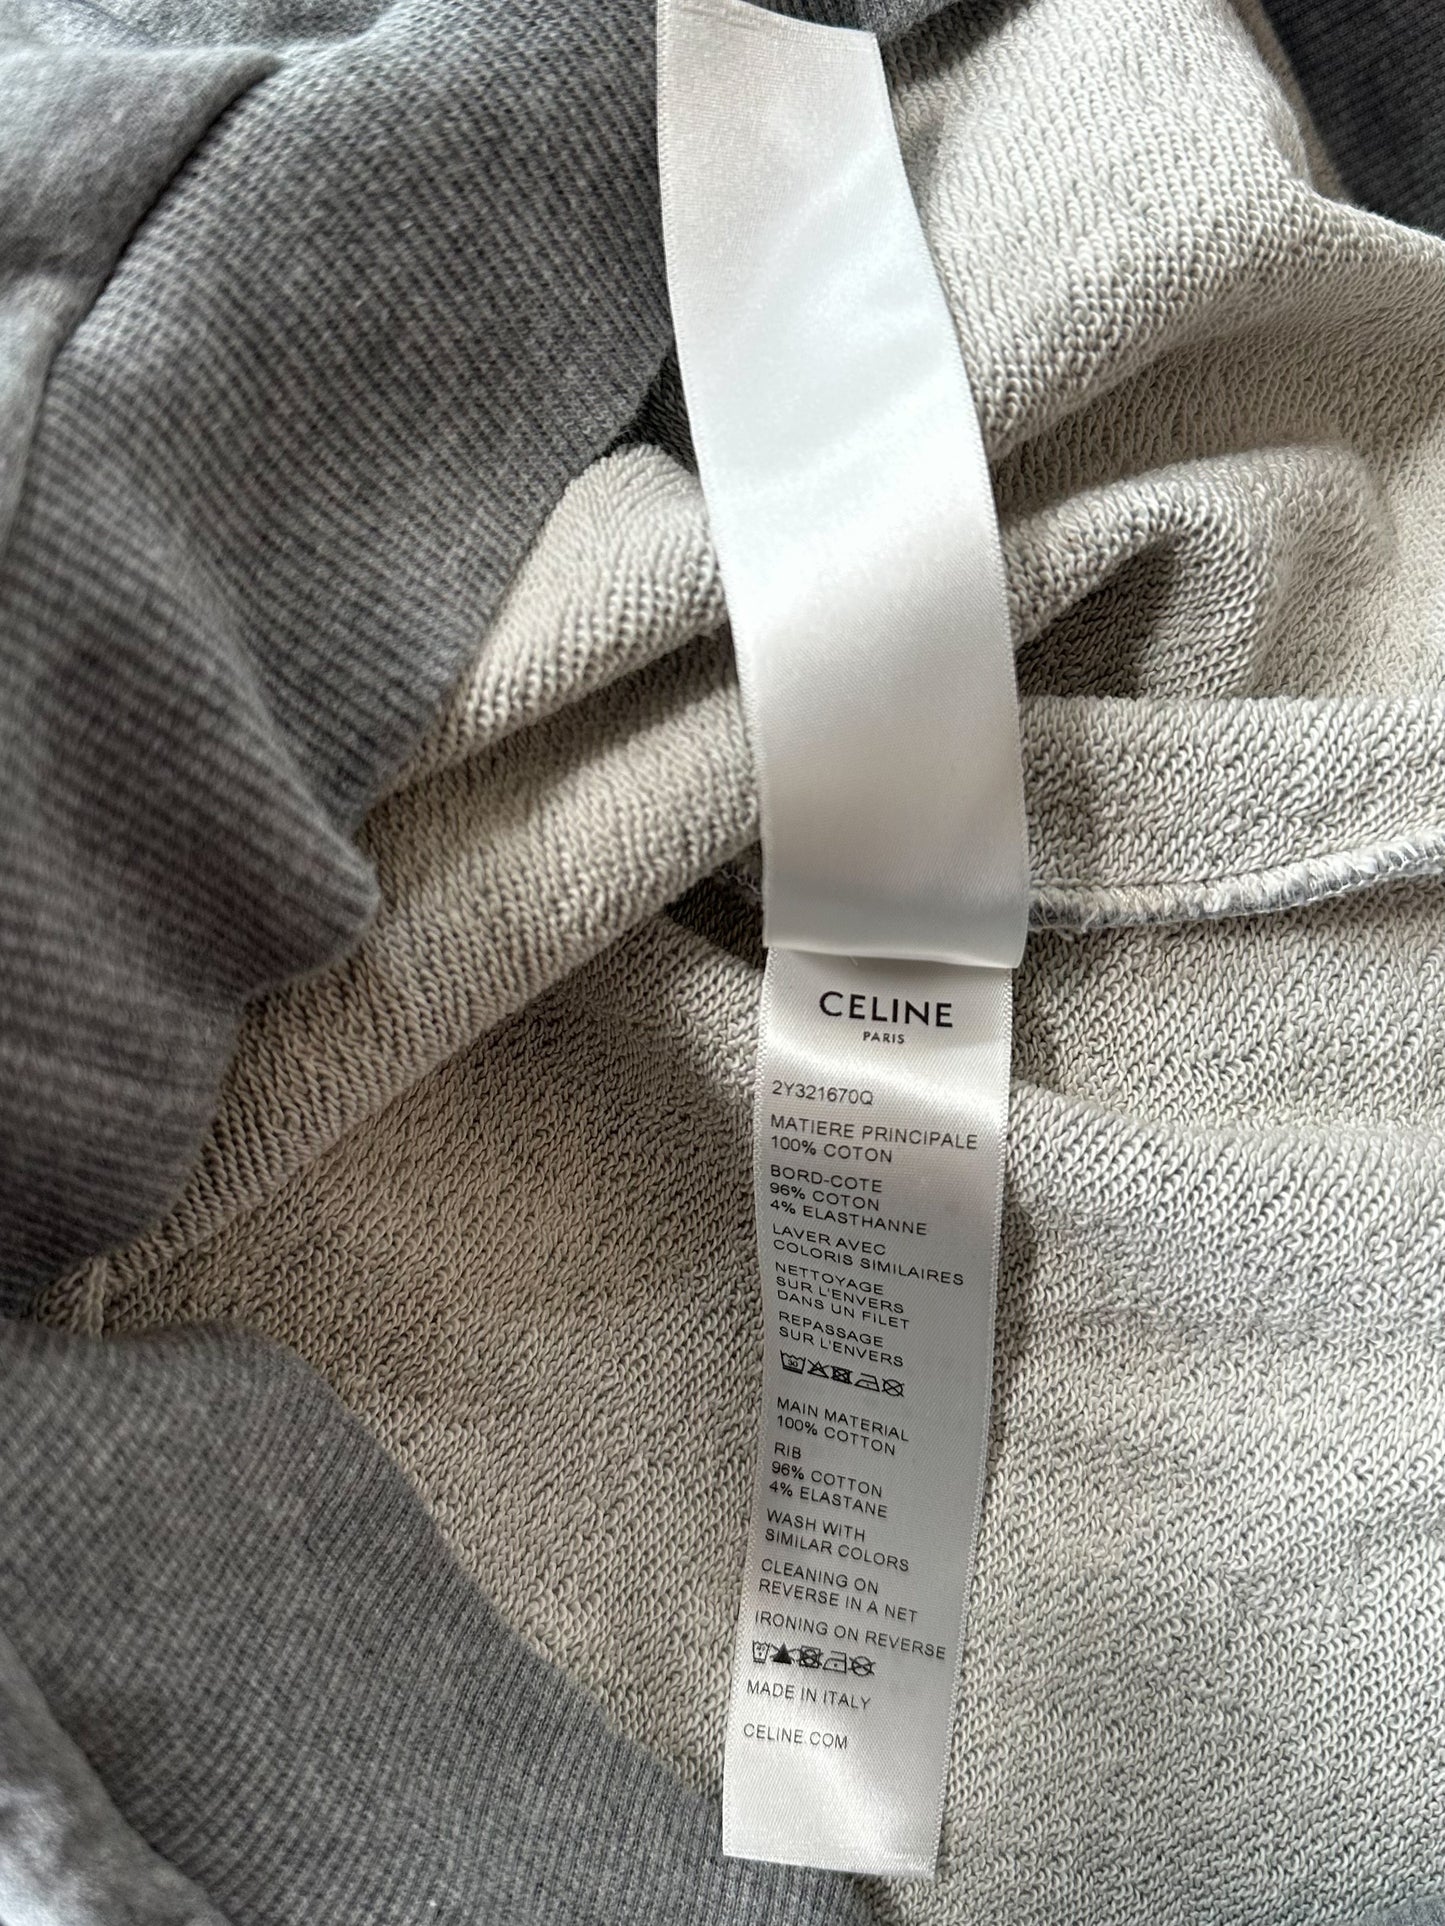 CELINE
PARIS
2Y321670Q
MATIERE PRINCIPALE
100% COTON
BORD-COTE
96% COTON
4% ELASTHANNE
LAVER AVEC
COLORIS SIMILAIRES
NETTOYAGE
SUR L'ENVERS
DANS UN FILET
REPASSAGE
SUR L'ENVERS
30
MAIN MATERIAL
100% COTTON
RIB
96% COTTON
4% ELASTANE
WASH WITH
SIMILAR COLORS
CLEANING ON
REVERSE IN A NET
IRONING ON REVERSE
MADE IN ITALY
CELINE.COM